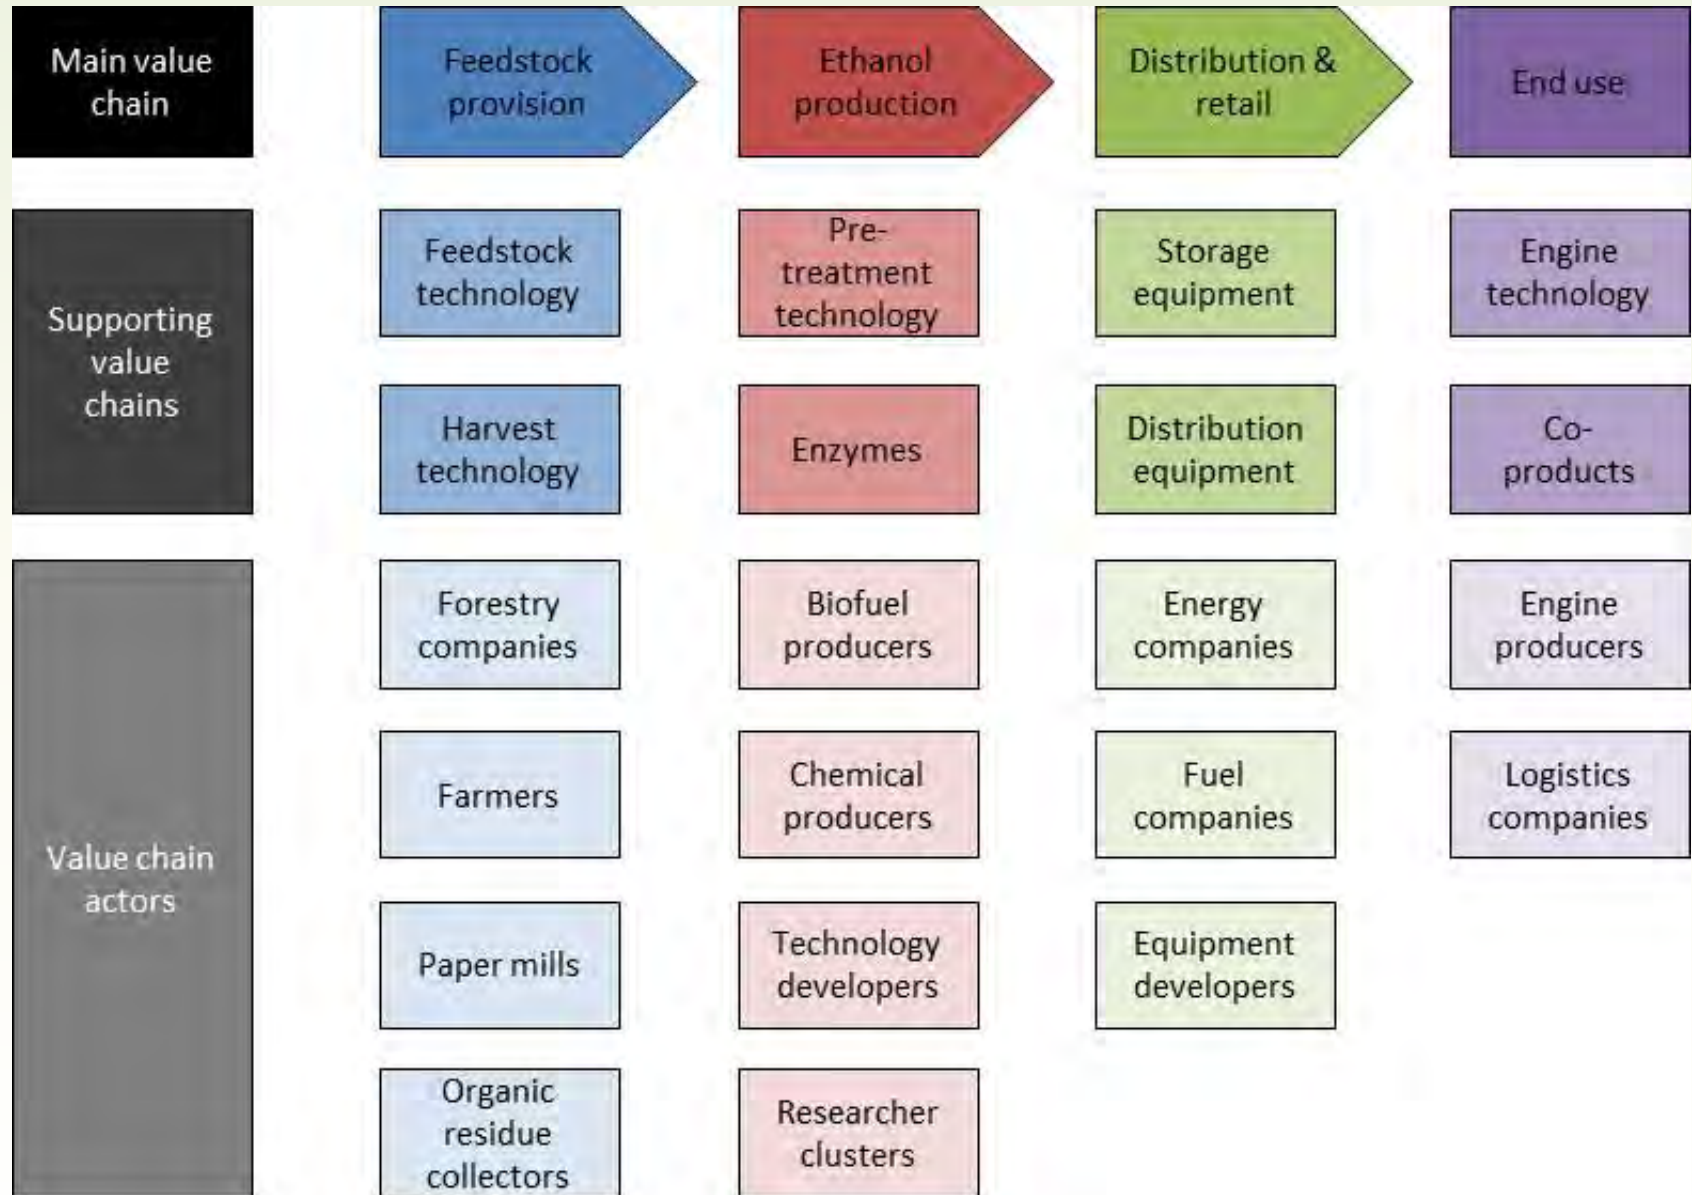 Main value
chain
Feedstock
provision
Ethanol
production
Distribution &
retail
End use
Supporting
value
chains
Feedstock
technology
Pre-
treatment
technology
Storage
equipment
Engine
technology
Harvest
technology
Enzymes
Distribution
equipment
Co-
products
Value chain
actors
Forestry
companies
Biofuel
producers
Energy
companies
Engine
producers
Farmers
Chemical
producers
Fuel
companies
Logistics
companies
Paper mills
Technology
developers
Equipment
developers
Organic
residue
collectors
Researcher
clusters